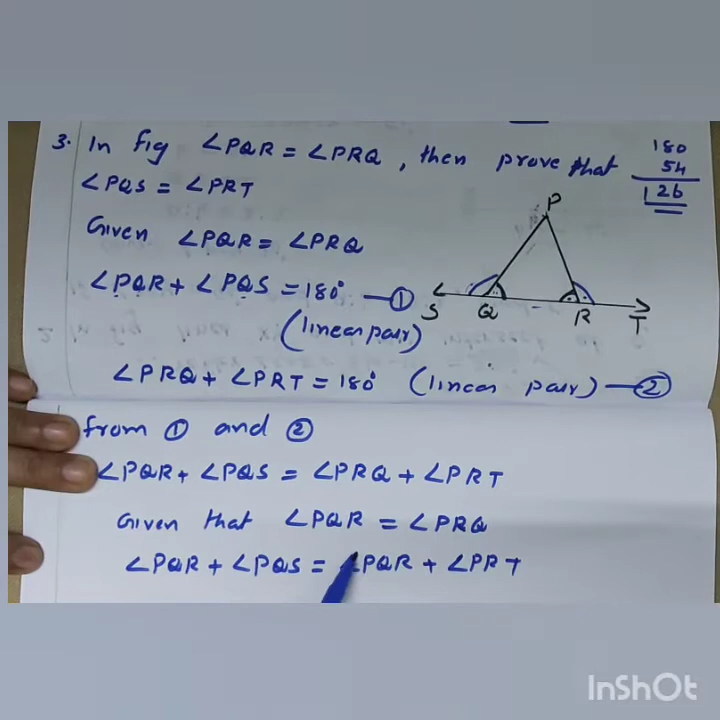 3. In fig ∠PQR = ∠PRQ, then prove that
∠PQS = ∠PRT
180
54
126
Given ∠PQR = ∠PRQ
∠PQR + ∠PQS = 180° — ①
(linear pair)
P
S
Q
R
T
∠PRQ + ∠PRT = 180° (linear pair) — ②
from ① and ②
∠PQR + ∠PQS = ∠PRQ + ∠PRT
Given that ∠PQR = ∠PRQ
∠PQR + ∠PQS = ∠PQR + ∠PRT
InShOt